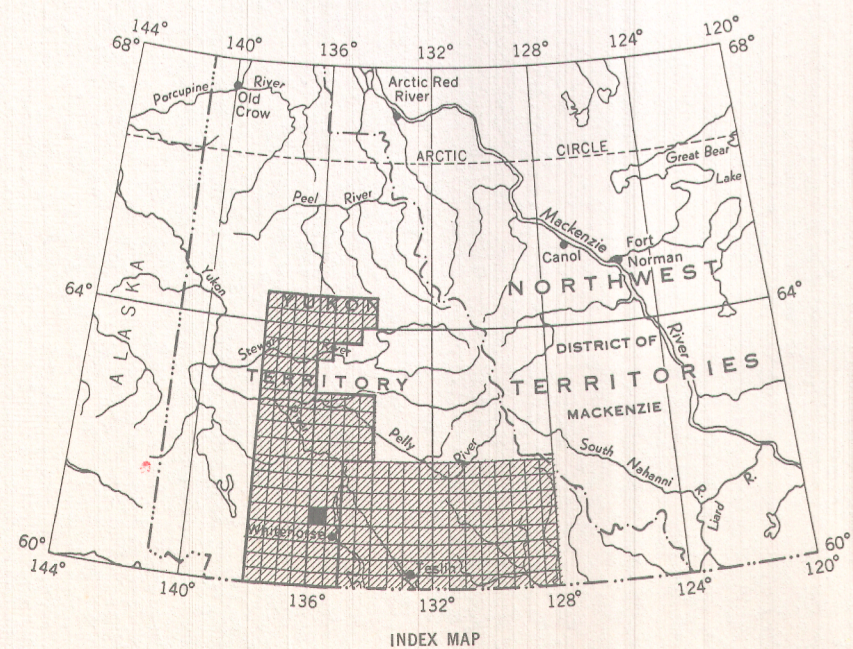 144°
140°
136°
132°
128°
124°
120°
68°
68°
Porcupine River
Old
Crow
Arctic Red
River
ARCTIC CIRCLE
Great Bear
Lake
Peel River
Mackenzie
Canol
Fort
Norman
NORTHWEST
64°
64°
ALASKA
Yukon
YUKON
Stewart River
TERRITORY
DISTRICT OF
TERRITORIES
MACKENZIE
River
Pelly
River
South Nahanni R.
Liard R.
Whitehorse
Teslin
60°
60°
144°
140°
136°
132°
128°
124°
120°
INDEX MAP